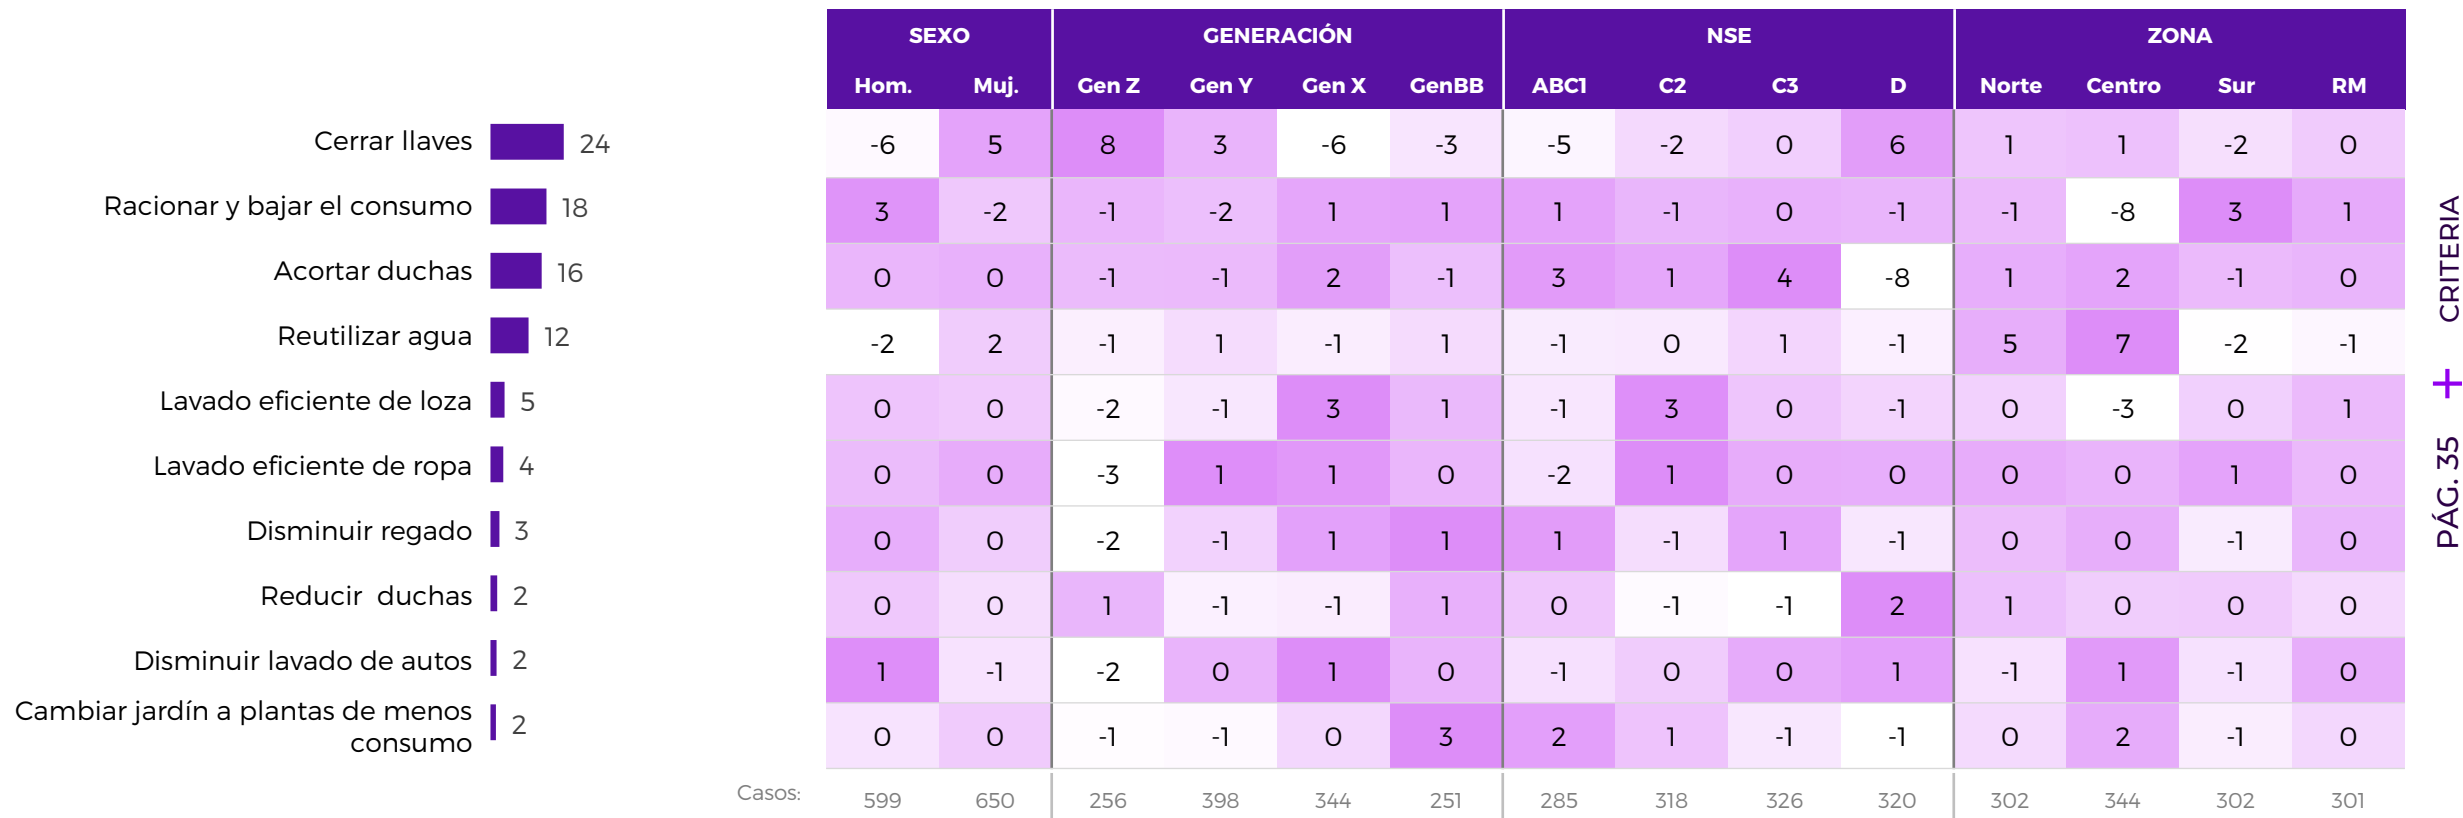 SEXO GENERACIÓN NSE ZONA
Hom. Muj. Gen Z Gen Y Gen X GenBB ABC1 C2 C3 D Norte Centro Sur RM
Cerrar llaves 24 -6 5 8 3 -6 -3 -5 -2 0 6 1 1 -2 0
Racionar y bajar el consumo 18 3 -2 -1 -2 1 1 1 -1 0 -1 -1 -8 3 1
Acortar duchas 16 0 0 -1 -1 2 -1 3 1 4 -8 1 2 -1 0
Reutilizar agua 12 -2 2 -1 1 -1 1 -1 0 1 -1 5 7 -2 -1
Lavado eficiente de loza 5 0 0 -2 -1 3 1 -1 3 0 -1 0 -3 0 1
Lavado eficiente de ropa 4 0 0 -3 1 1 0 -2 1 0 0 0 0 1 0
Disminuir regado 3 0 0 -2 -1 1 1 1 -1 1 -1 0 0 -1 0
Reducir duchas 2 0 0 1 -1 -1 1 0 -1 -1 2 1 0 0 0
Disminuir lavado de autos 2 1 -1 -2 0 1 0 -1 0 0 1 -1 1 -1 0
Cambiar jardín a plantas de menos
consumo 2 0 0 -1 -1 0 3 2 1 -1 -1 0 2 -1 0
Casos: 599 650 256 398 344 251 285 318 326 320 302 344 302 301
PÁG. 35 + CRITERIA